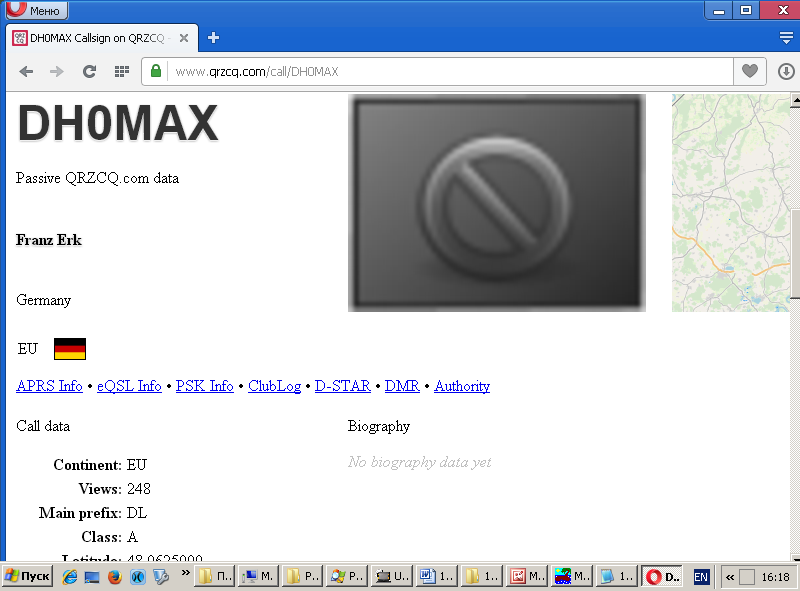 Меню
DH0MAX Callsign on QRZCQ -
www.qrzcq.com/call/DH0MAX
DH0MAX
Passive QRZCQ.com data
Franz Erk
Germany
EU
APRS Info • eQSL Info • PSK Info • ClubLog • D-STAR • DMR • Authority
Call data
Biography
Continent: EU
No biography data yet
Views: 248
Main prefix: DL
Class: A
Latitude: 48.0625000
Пуск
П..
M.
P..
P..
U..
1..
1..
M..
M..
1..
D..
EN
16:18